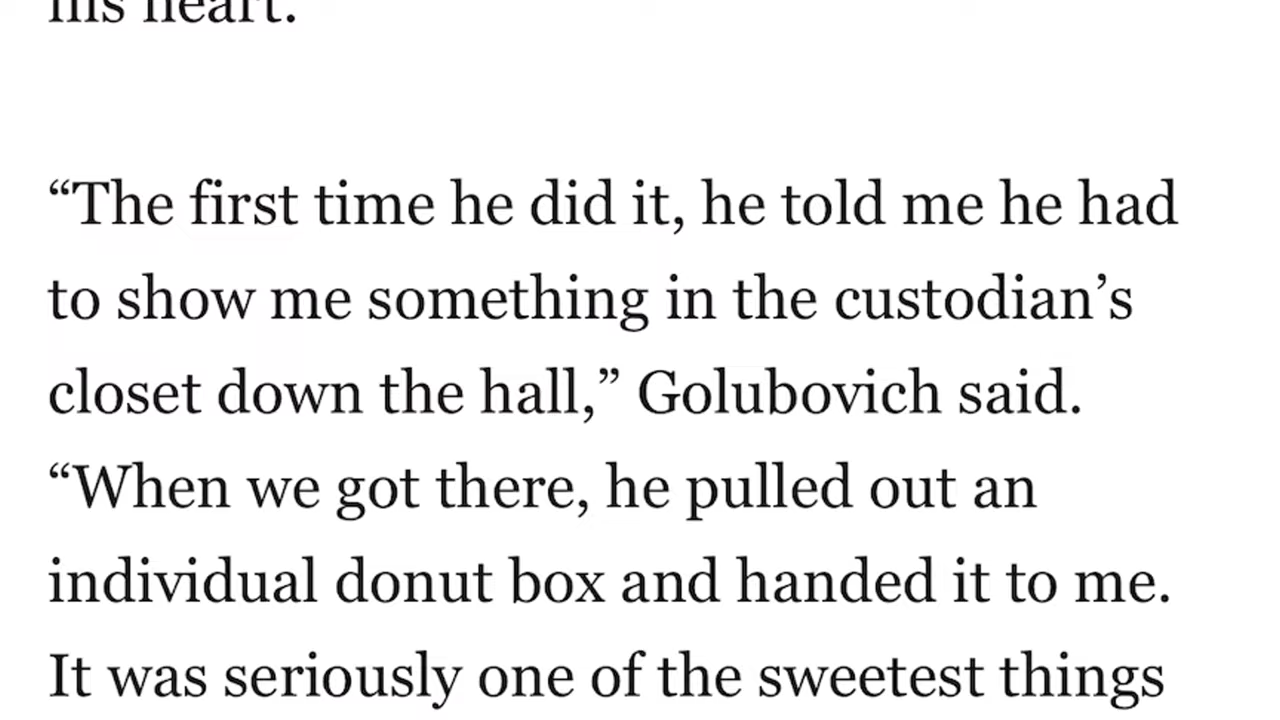 his heart.
“The first time he did it, he told me he had
to show me something in the custodian’s
closet down the hall,” Golubovich said.
“When we got there, he pulled out an
individual donut box and handed it to me.
It was seriously one of the sweetest things